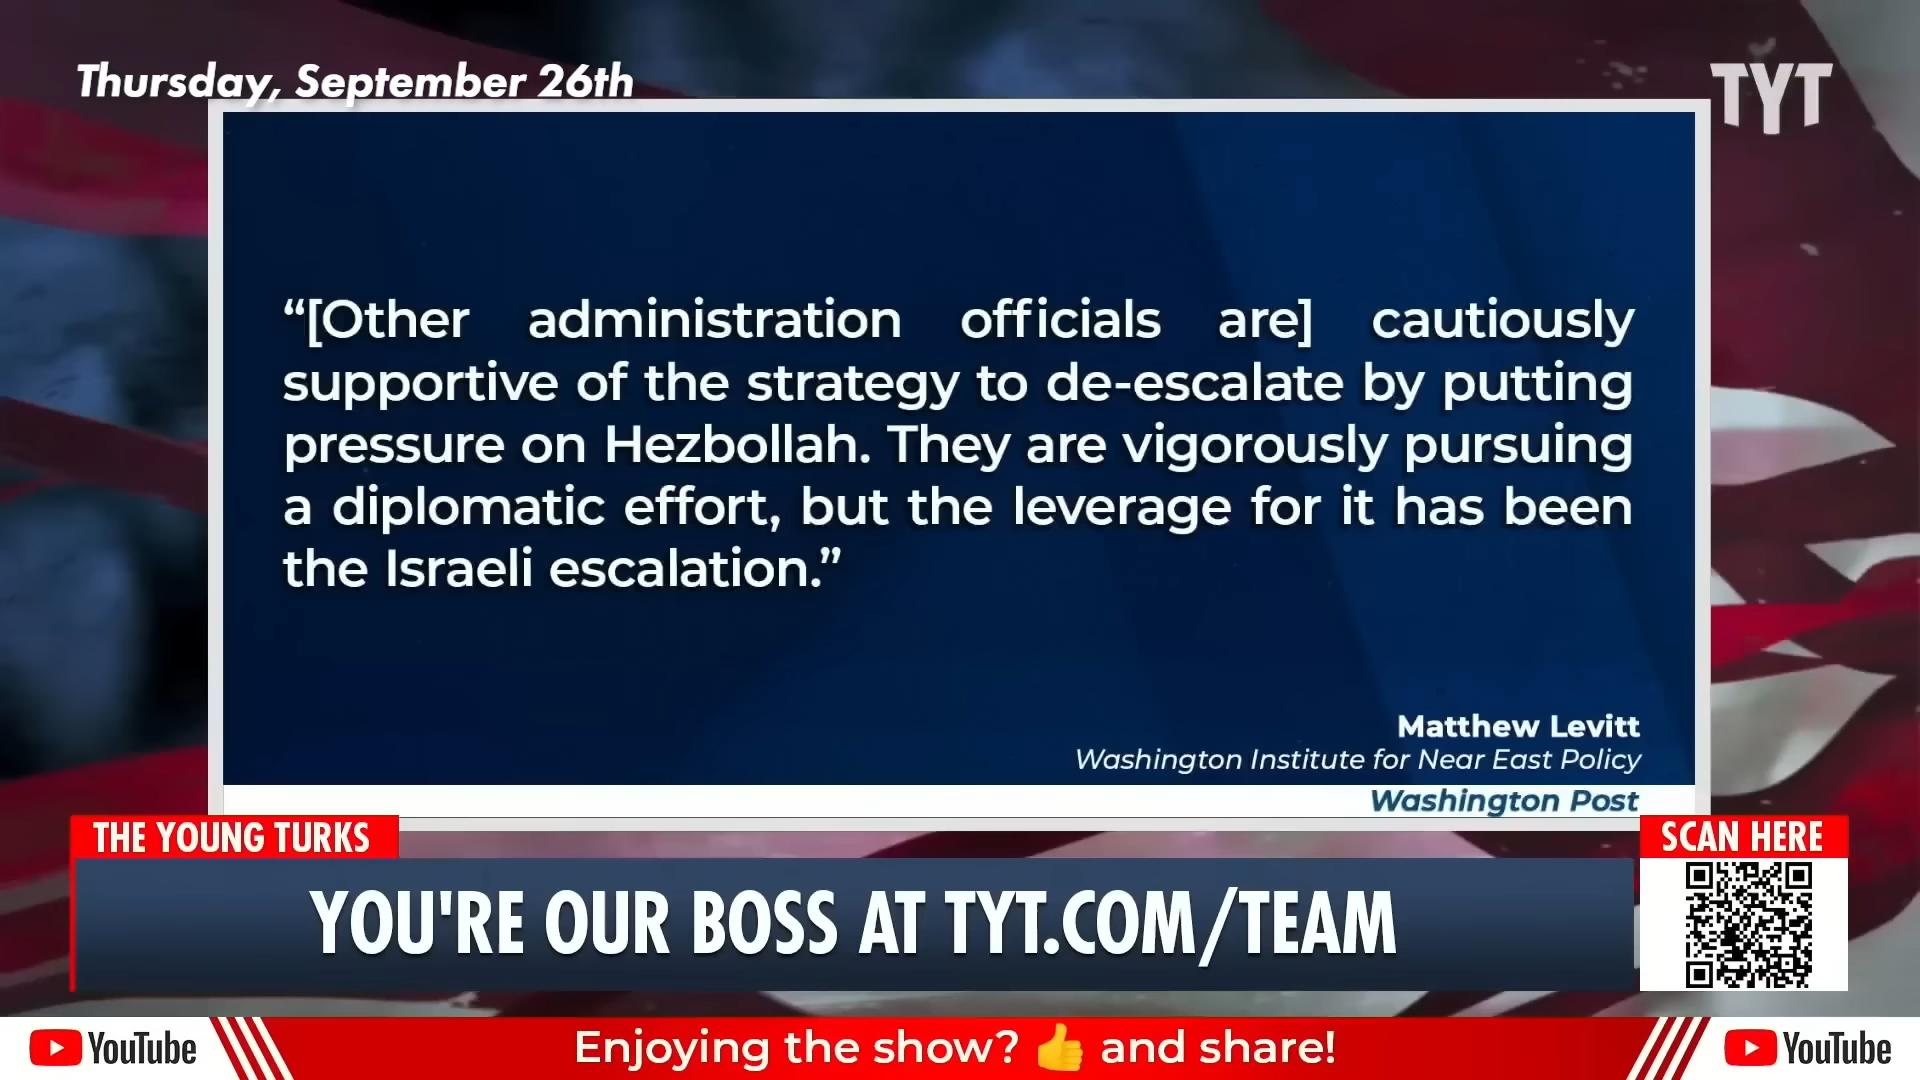 Thursday, September 26th
TYT
“[Other administration officials are] cautiously
supportive of the strategy to de-escalate by putting
pressure on Hezbollah. They are vigorously pursuing
a diplomatic effort, but the leverage for it has been
the Israeli escalation.”
Matthew Levitt
Washington Institute for Near East Policy
Washington Post
THE YOUNG TURKS
SCAN HERE
YOU'RE OUR BOSS AT TYT.COM/TEAM
YouTube
Enjoying the show? 👍 and share!
YouTube